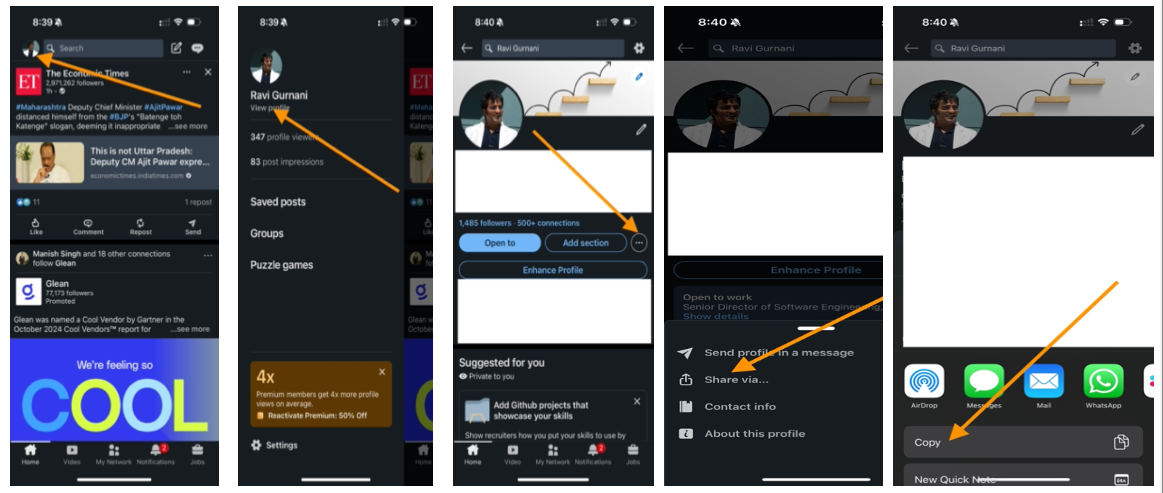 8:39
Search
ET
The Economic Times
2,971,262 followers
1h
#Maharashtra Deputy Chief Minister #AjitPawar
distanced himself from the #BJP's "Batenge toh
Katenge" slogan, deeming it inappropriate ...see more
This is not Uttar Pradesh:
Deputy CM Ajit Pawar expre...
economictimes.indiatimes.com
11
1 repost
Like Comment Repost Send
Manish Singh and 18 other connections
follow Glean
Glean
77,173 followers
Promoted
Glean was named a Cool Vendor by Gartner in the
October 2024 Cool Vendors™ report for ...see more
We're feeling so
COOL
Home Video My Network Notifications Jobs
2
8:39
Ravi Gurnani
View profile
347 profile viewers
83 post impressions
Saved posts
Groups
Puzzle games
4x
Premium members get 4x more profile
views on average.
Reactivate Premium: 50% Off
Settings
8:40
Ravi Gurnani
1,485 followers · 500+ connections
Open to
Add section
Enhance Profile
Suggested for you
Private to you
Add Github projects that
showcase your skills
Show recruiters how you put your skills to use by
Home Video My Network Notifications Jobs
2
8:40
Ravi Gurnani
Enhance Profile
Open to work
Senior Director of Software Engineering,
Show details
Send profile in a message
Share via...
Contact info
About this profile
8:40
Ravi Gurnani
AirDrop Messages Mail WhatsApp
Copy
New Quick Note